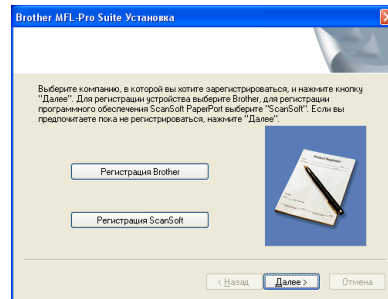 Brother MFL-Pro Suite Установка
Выберите компанию, в которой вы хотите зарегистрироваться, и нажмите кнопку
"Далее". Для регистрации устройства выберите Brother, для регистрации
программного обеспечения ScanSoft PaperPort выберите "ScanSoft". Если вы
предпочитаете пока не регистрироваться, нажмите "Далее".
Product Registration
Регистрация Brother
Регистрация ScanSoft
< Назад
Далее >
Отмена